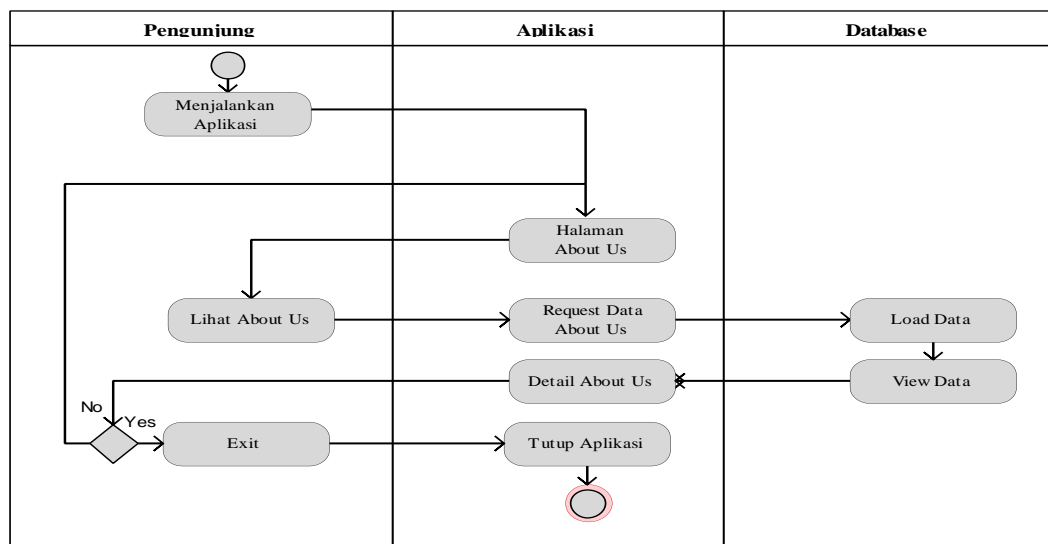 Pengunjung
Aplikasi
Database
Menjalankan
Aplikasi
Halaman
About Us
Lihat About Us
Request Data
About Us
Load Data
Detail About Us
View Data
No
Yes
Exit
Tutup Aplikasi